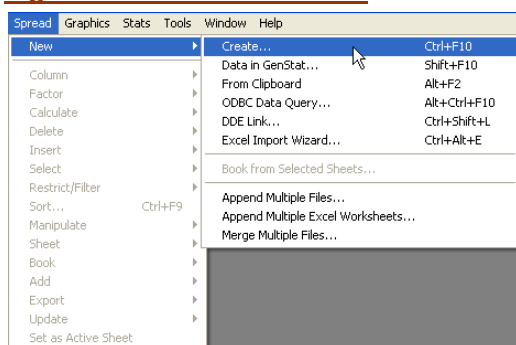 Spread Graphics Stats Tools Window Help
New
Create... Ctrl+F10
Data in GenStat... Shift+F10
From Clipboard Alt+F2
ODBC Data Query... Alt+Ctrl+F10
DDE Link... Ctrl+Shift+L
Excel Import Wizard... Ctrl+Alt+E
Book from Selected Sheets...
Append Multiple Files...
Append Multiple Excel Worksheets...
Merge Multiple Files...
Column
Factor
Calculate
Delete
Insert
Select
Restrict/Filter
Sort... Ctrl+F9
Manipulate
Sheet
Book
Add
Export
Update
Set as Active Sheet